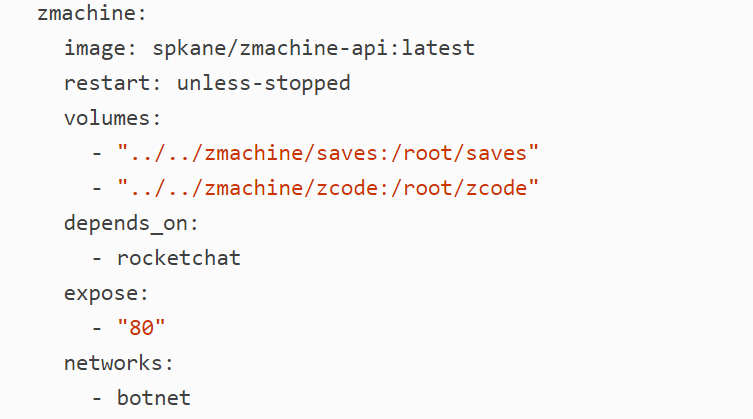 zmachine:
  image: spkane/zmachine-api:latest
  restart: unless-stopped
  volumes:
    - "../../zmachine/saves:/root/saves"
    - "../../zmachine/zcode:/root/zcode"
  depends_on:
    - rocketchat
  expose:
    - "80"
  networks:
    - botnet